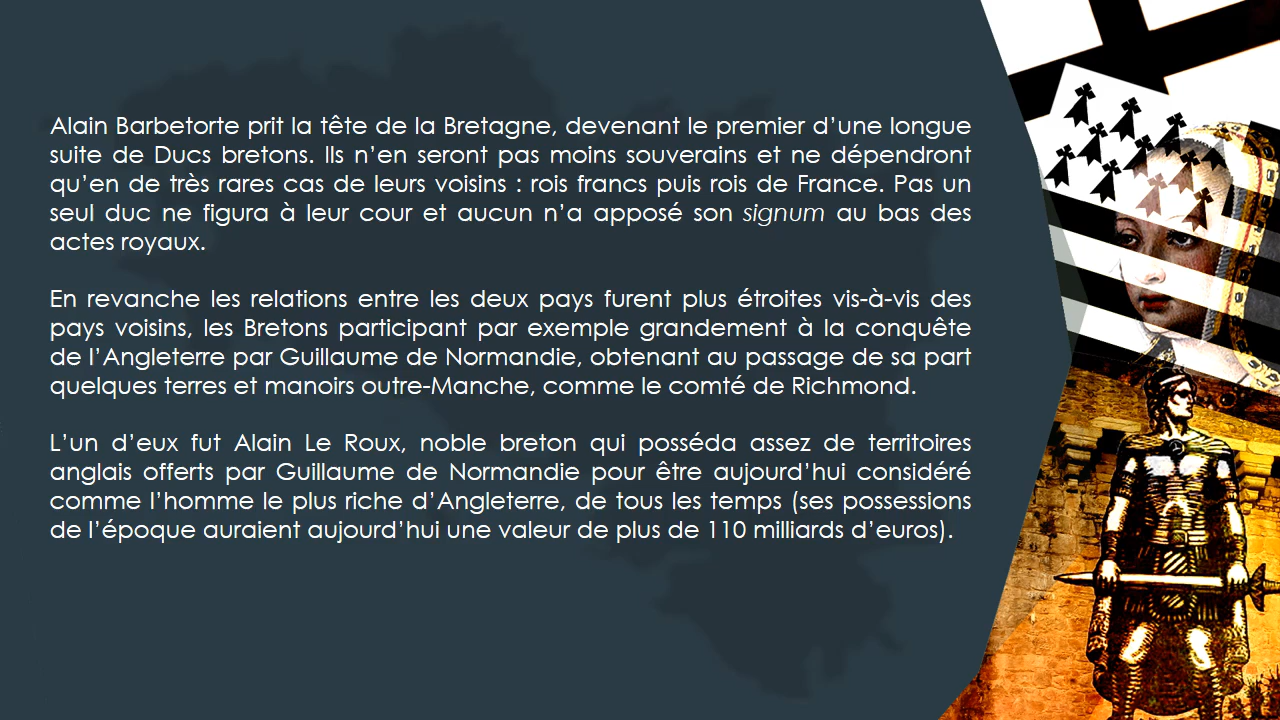 Alain Barbetorte prit la tête de la Bretagne, devenant le premier d’une longue
suite de Ducs bretons. Ils n’en seront pas moins souverains et ne dépendront
qu’en de très rares cas de leurs voisins : rois francs puis rois de France. Pas un
seul duc ne figura à leur cour et aucun n’a apposé son signum au bas des
actes royaux.
En revanche les relations entre les deux pays furent plus étroites vis-à-vis des
pays voisins, les Bretons participant par exemple grandement à la conquête
de l’Angleterre par Guillaume de Normandie, obtenant au passage de sa part
quelques terres et manoirs outre-Manche, comme le comté de Richmond.
L’un d’eux fut Alain Le Roux, noble breton qui posséda assez de territoires
anglais offerts par Guillaume de Normandie pour être aujourd’hui considéré
comme l’homme le plus riche d’Angleterre, de tous les temps (ses possessions
de l’époque auraient aujourd’hui une valeur de plus de 110 milliards d’euros).